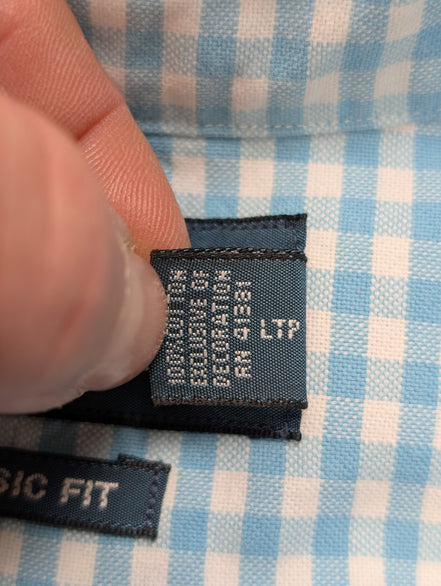 100% COTTON
EXCLUSIVE OF
DECORATION
RN 41381
LTP
SIC FIT